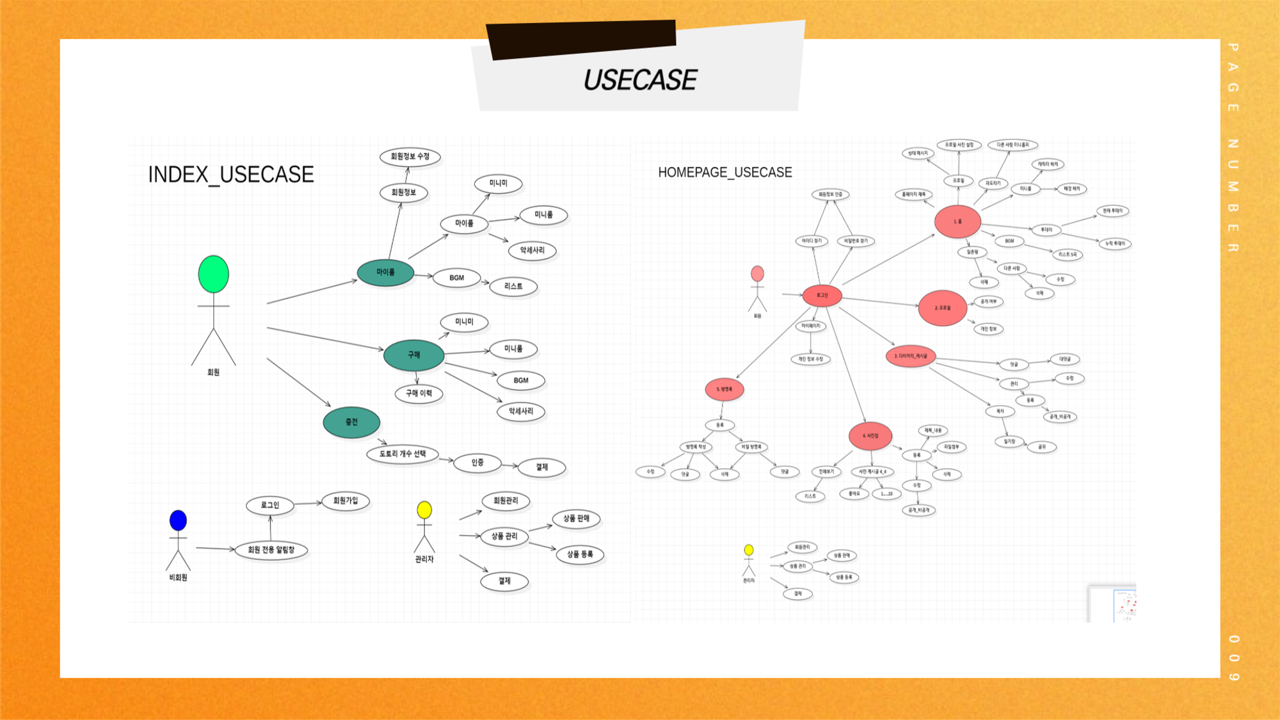 USECASE
INDEX_USECASE
회원정보 수정
회원정보
미니미
마이룸
미니룸
악세사리
마이룸
BGM
리스트
회원
미니미
구매
미니룸
BGM
구매 이력
악세사리
충전
도토리 개수 선택
인증
결제
로그인
회원가입
회원 전용 알림창
비회원
관리자
회원관리
상품 관리
상품 판매
상품 등록
결제
HOMEPAGE_USECASE
상태 메시지
프로필 사진 설정
다른 사람 미니홈피
프로필
파도타기
캐릭터 배치
미니룸
배경 배치
홈페이지 제목
1. 홈
투데이
현재 투데이
누적 투데이
BGM
리스트 5곡
일촌평
다른 사람
수정
삭제
삭제
회원정보 인증
아이디 찾기
비밀번호 찾기
회원
로그인
마이페이지
개인 정보 수정
2. 프로필
공개 여부
개인 정보
3. 다이어리_게시글
댓글
대댓글
관리
수정
등록
공개_비공개
목차
일기장
공유
5. 방명록
등록
방명록 작성
비밀 방명록
수정
댓글
삭제
댓글
4. 사진첩
전체보기
리스트
사진 게시글 4_4
좋아요
1....10
등록
제목_내용
파일첨부
삭제
수정
공개_비공개
관리자
회원관리
상품 관리
상품 판매
상품 등록
결제
PAGE NUMBER
009